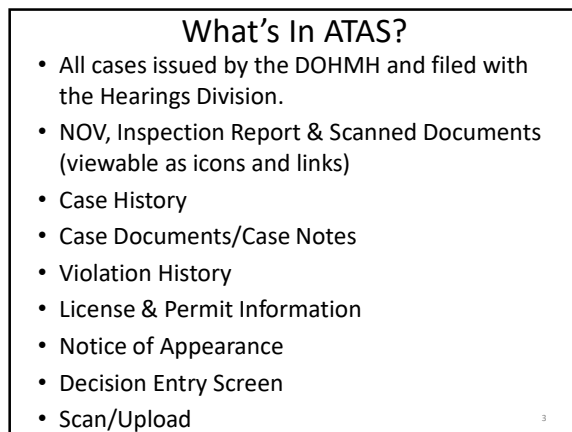 What's In ATAS?
• All cases issued by the DOHMH and filed with
the Hearings Division.
• NOV, Inspection Report & Scanned Documents
(viewable as icons and links)
• Case History
• Case Documents/Case Notes
• Violation History
• License & Permit Information
• Notice of Appearance
• Decision Entry Screen
• Scan/Upload
3